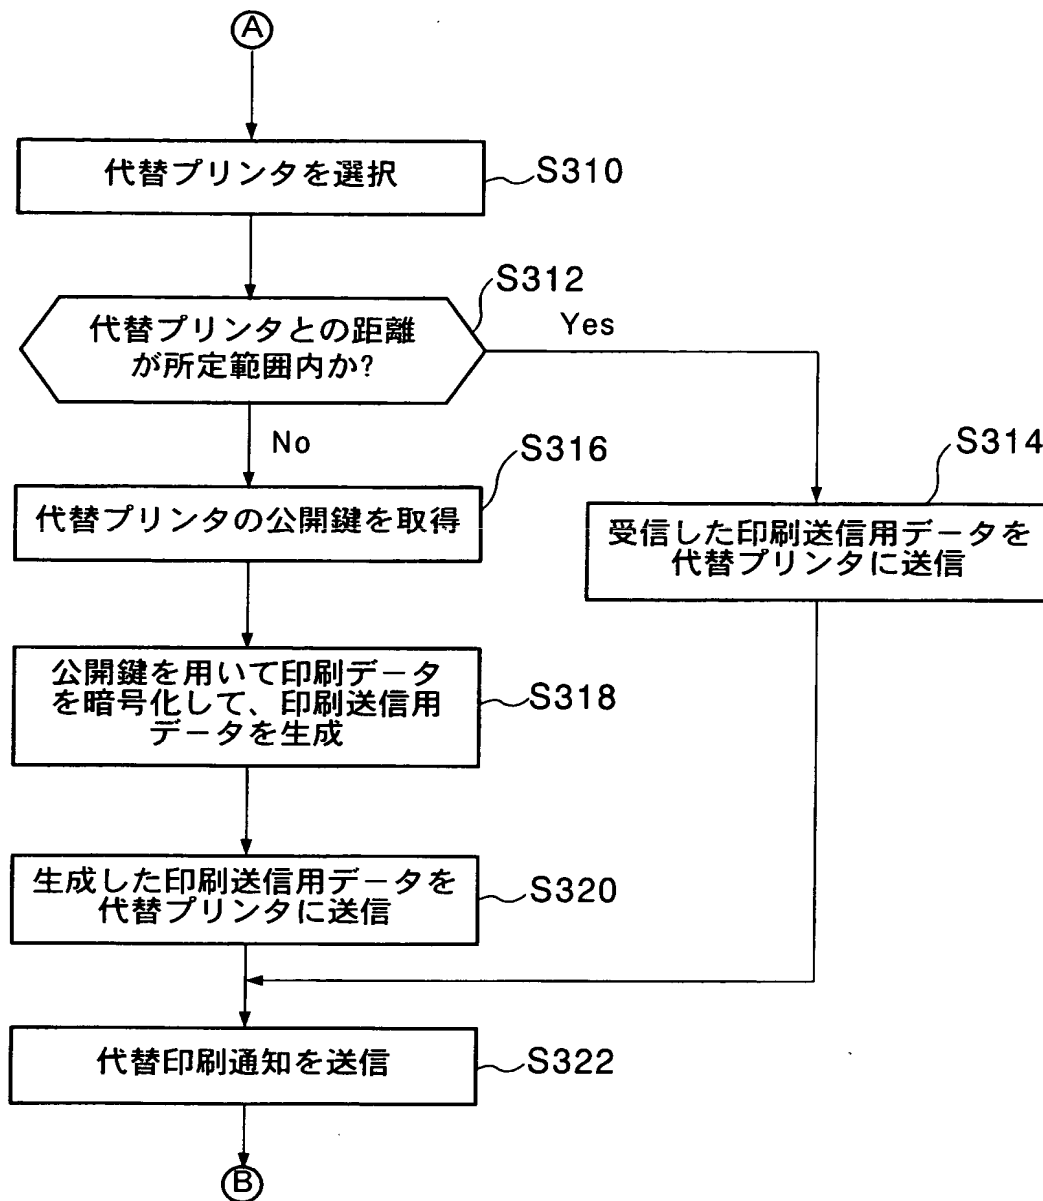 A
代替プリンタを選択
S310
S312
代替プリンタとの距離
が所定範囲内か?
Yes
No
S316
代替プリンタの公開鍵を取得
S314
受信した印刷送信用データを
代替プリンタに送信
公開鍵を用いて印刷データ
を暗号化して、印刷送信用
データを生成
S318
生成した印刷送信用データを
代替プリンタに送信
S320
代替印刷通知を送信
S322
B